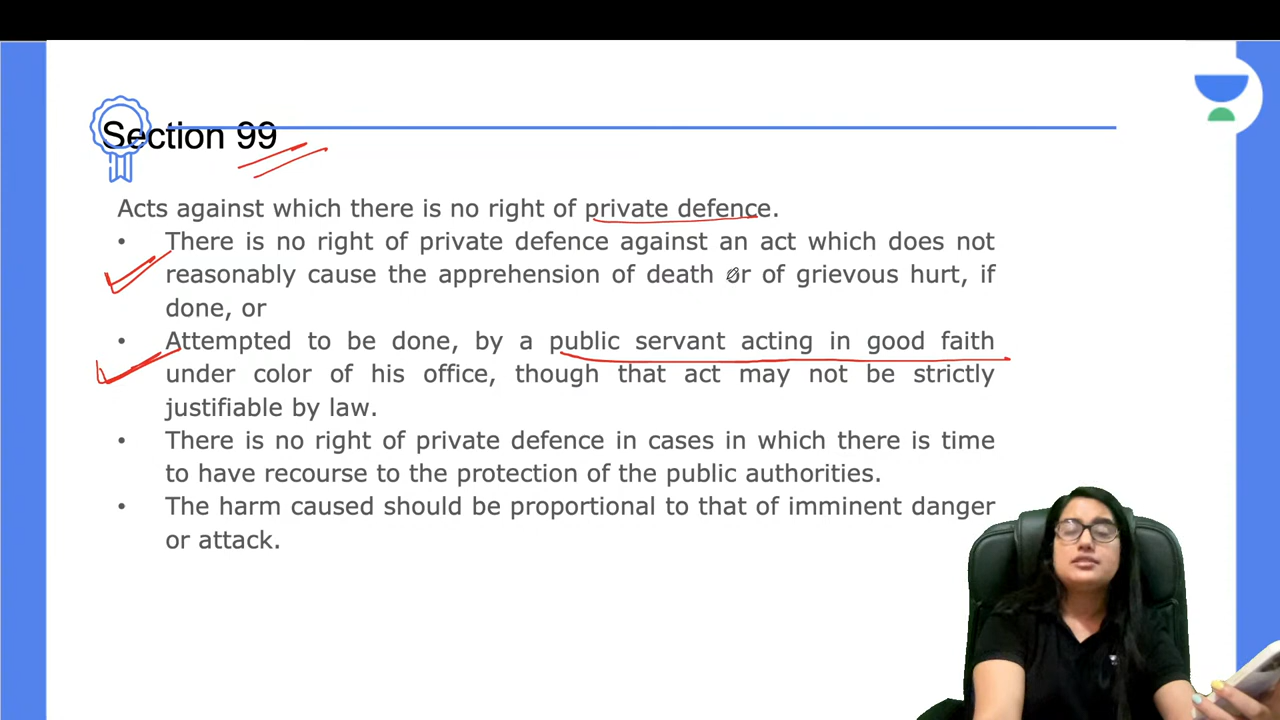 Section 99
Acts against which there is no right of private defence.
• There is no right of private defence against an act which does not
reasonably cause the apprehension of death or of grievous hurt, if
done, or
• Attempted to be done, by a public servant acting in good faith
under color of his office, though that act may not be strictly
justifiable by law.
• There is no right of private defence in cases in which there is time
to have recourse to the protection of the public authorities.
• The harm caused should be proportional to that of imminent danger
or attack.